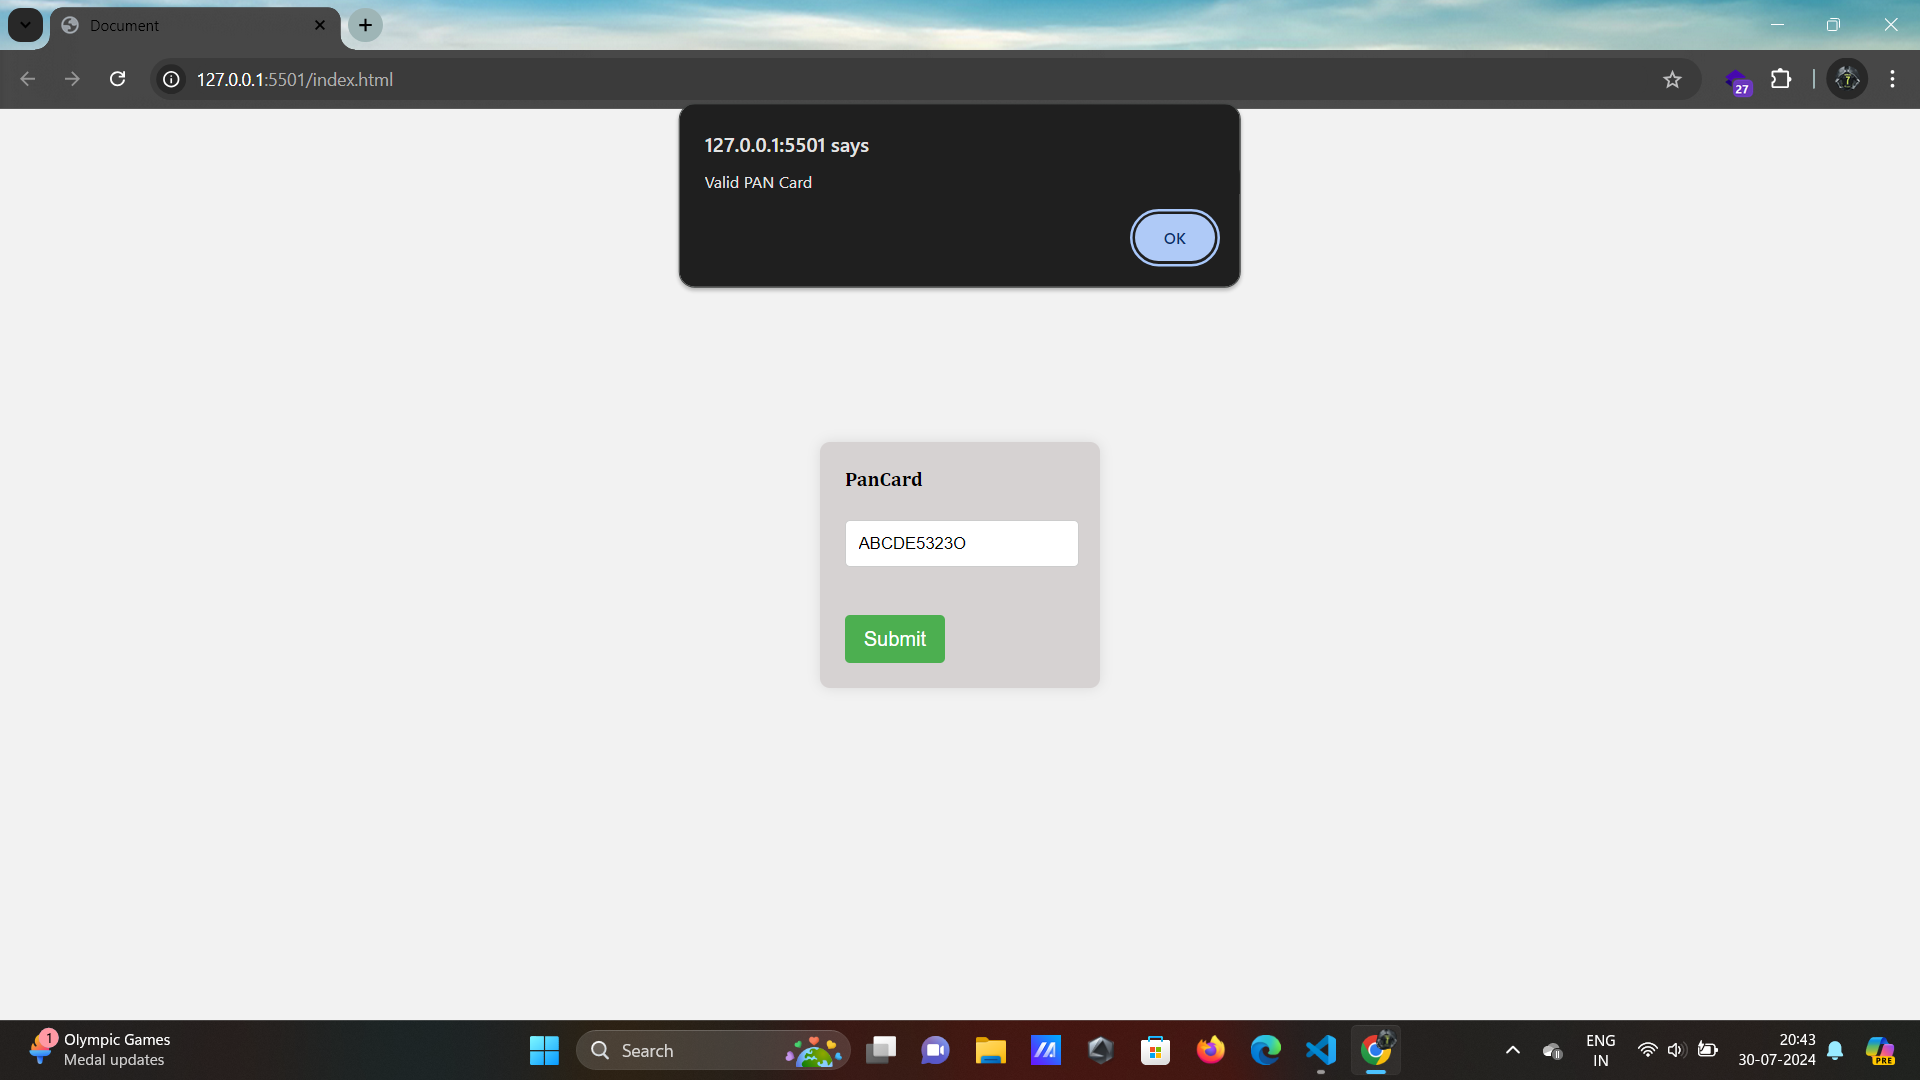 Document
127.0.0.1:5501/index.html
27
127.0.0.1:5501 says
Valid PAN Card
OK
PanCard
ABCDE5323O
Submit
1
Olympic Games
Medal updates
Search
ENG
IN
20:43
30-07-2024
PRE